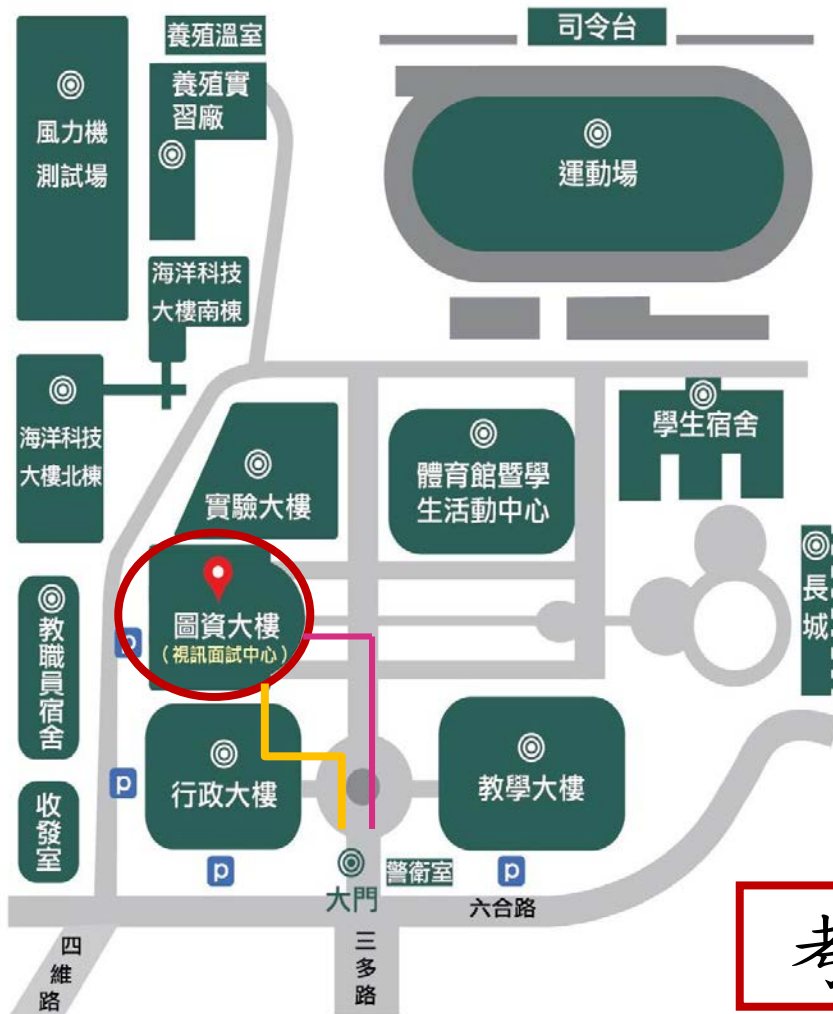 養殖溫室
司令台
風力機
測試場
養殖實
習廠
運動場
海洋科技
大樓南棟
海洋科技
大樓北棟
實驗大樓
體育館暨學
生活動中心
學生宿舍
長城
圖資大樓
(視訊面試中心)
P
教職員宿舍
行政大樓
教學大樓
P
收發室
P
大門
警衛室
P
六合路
四維路
三多路
考